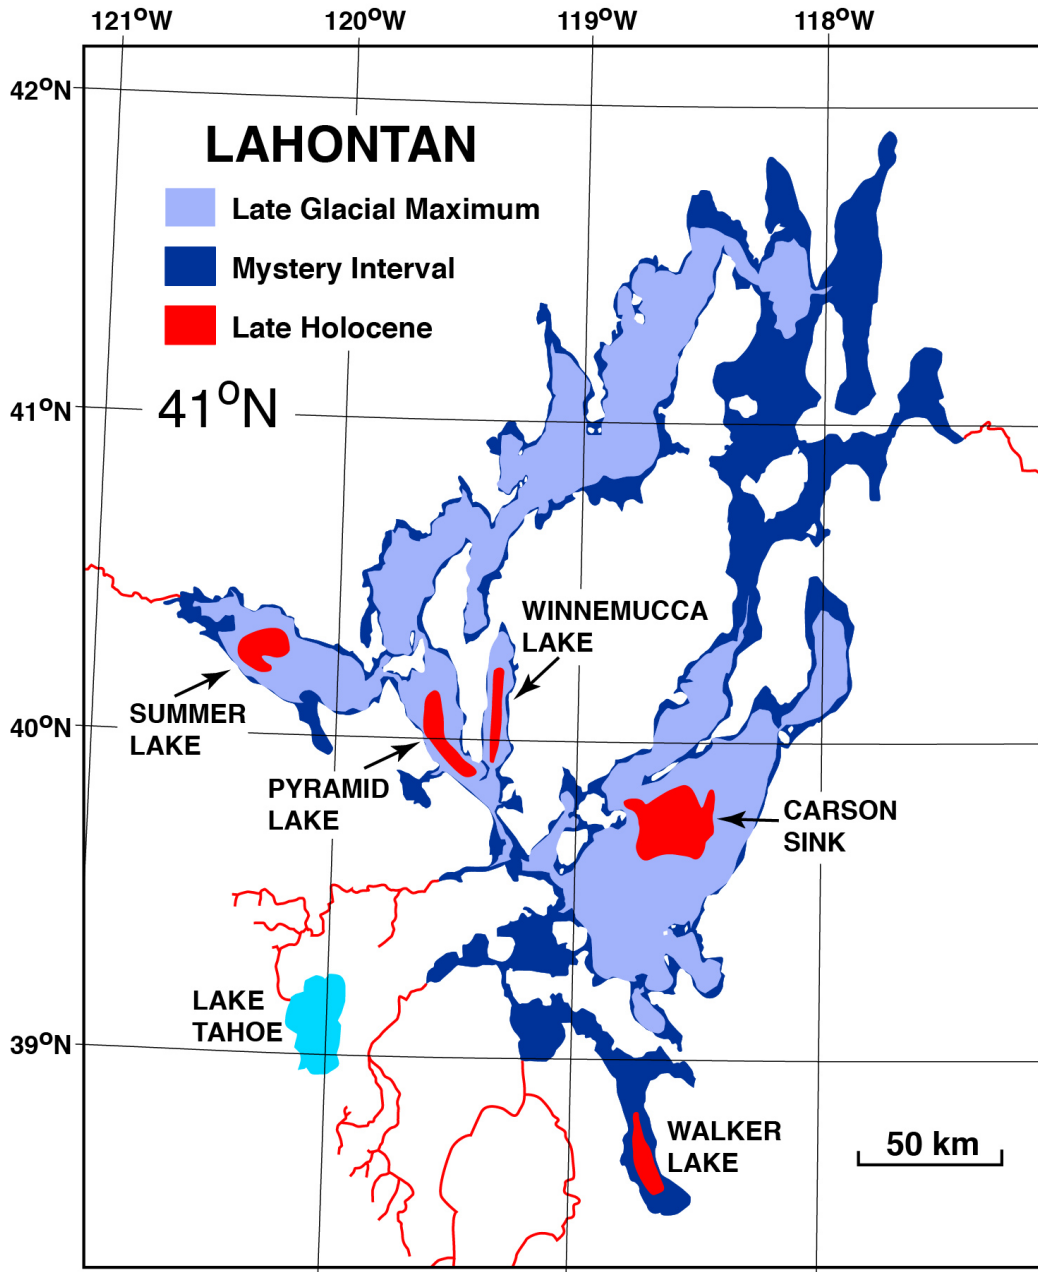 121°W 120°W 119°W 118°W
42°N
LAHONTAN
Late Glacial Maximum
Mystery Interval
Late Holocene
41°N
41°N
WINNEMUCCA
LAKE
SUMMER
LAKE
40°N
PYRAMID
LAKE
CARSON
SINK
LAKE
TAHOE
39°N
WALKER
LAKE
50 km